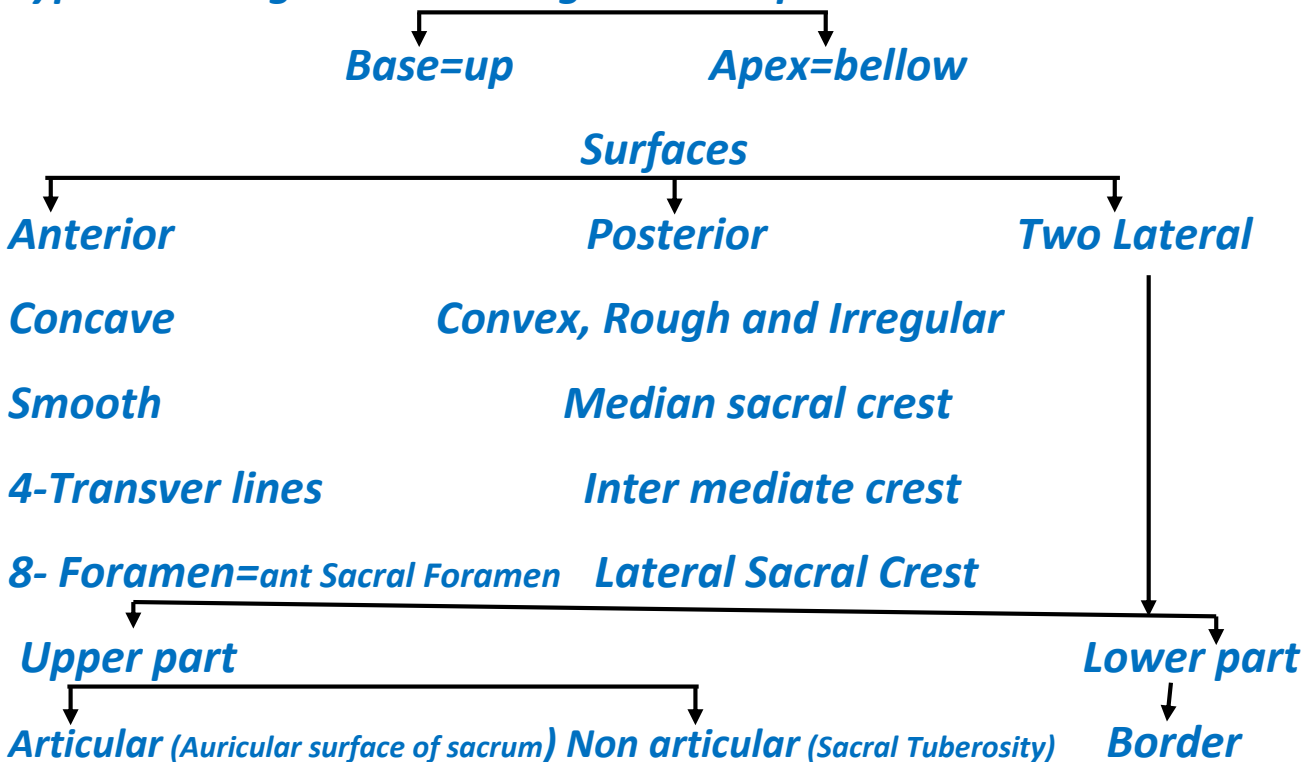 Base=up Apex=bellow
Surfaces
Anterior Posterior Two Lateral
Concave Convex, Rough and Irregular
Smooth Median sacral crest
4-Transver lines Inter mediate crest
8- Foramen=ant Sacral Foramen Lateral Sacral Crest
Upper part Lower part
Articular (Auricular surface of sacrum) Non articular (Sacral Tuberosity) Border